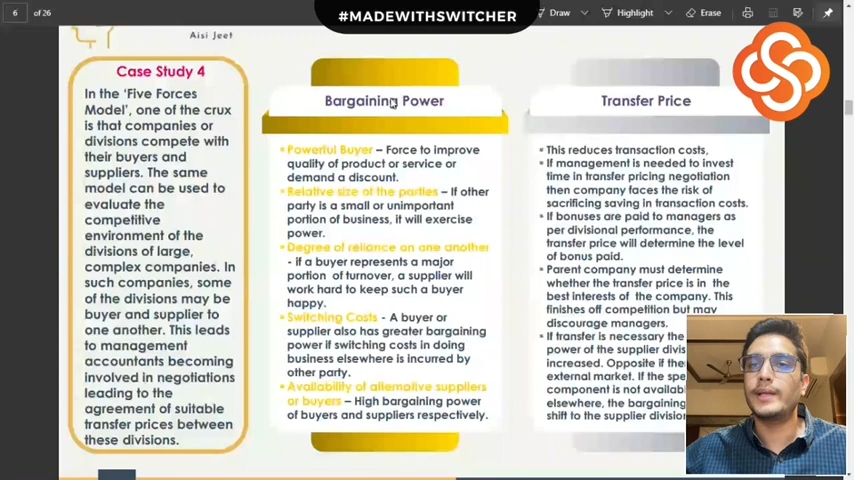 6 of 26
#MADEWITHSWITCHER
Draw
Highlight
Erase
Aisi Jeet
Case Study 4
In the 'Five Forces
Model', one of the crux
is that companies or
divisions compete with
their buyers and
suppliers. The same
model can be used to
evaluate the
competitive
environment of the
divisions of large,
complex companies. In
such companies, some
of the divisions may be
buyer and supplier to
one another. This leads
to management
accountants becoming
involved in negotiations
leading to the
agreement of suitable
transfer prices between
these divisions.
Bargaining Power
Powerful Buyer – Force to improve
quality of product or service or
demand a discount.
Relative size of the parties – If other
party is a small or unimportant
portion of business, it will exercise
power.
Degree of reliance on one another
- if a buyer represents a major
portion of turnover, a supplier will
work hard to keep such a buyer
happy.
Switching Costs - A buyer or
supplier also has greater bargaining
power if switching costs in doing
business elsewhere is incurred by
other party.
Availability of alternative suppliers
or buyers – High bargaining power
of buyers and suppliers respectively.
Transfer Price
This reduces transaction costs,
If management is needed to invest
time in transfer pricing negotiation
then company faces the risk of
sacrificing saving in transaction costs.
If bonuses are paid to managers as
per divisional performance, the
transfer price will determine the level
of bonus paid.
Parent company must determine
whether the transfer price is in the
best interests of the company. This
finishes off competition but may
discourage managers.
If transfer is necessary the
power of the supplier
increased. Opposite if
external market. If the
component is not
elsewhere, the
shift to the supplier